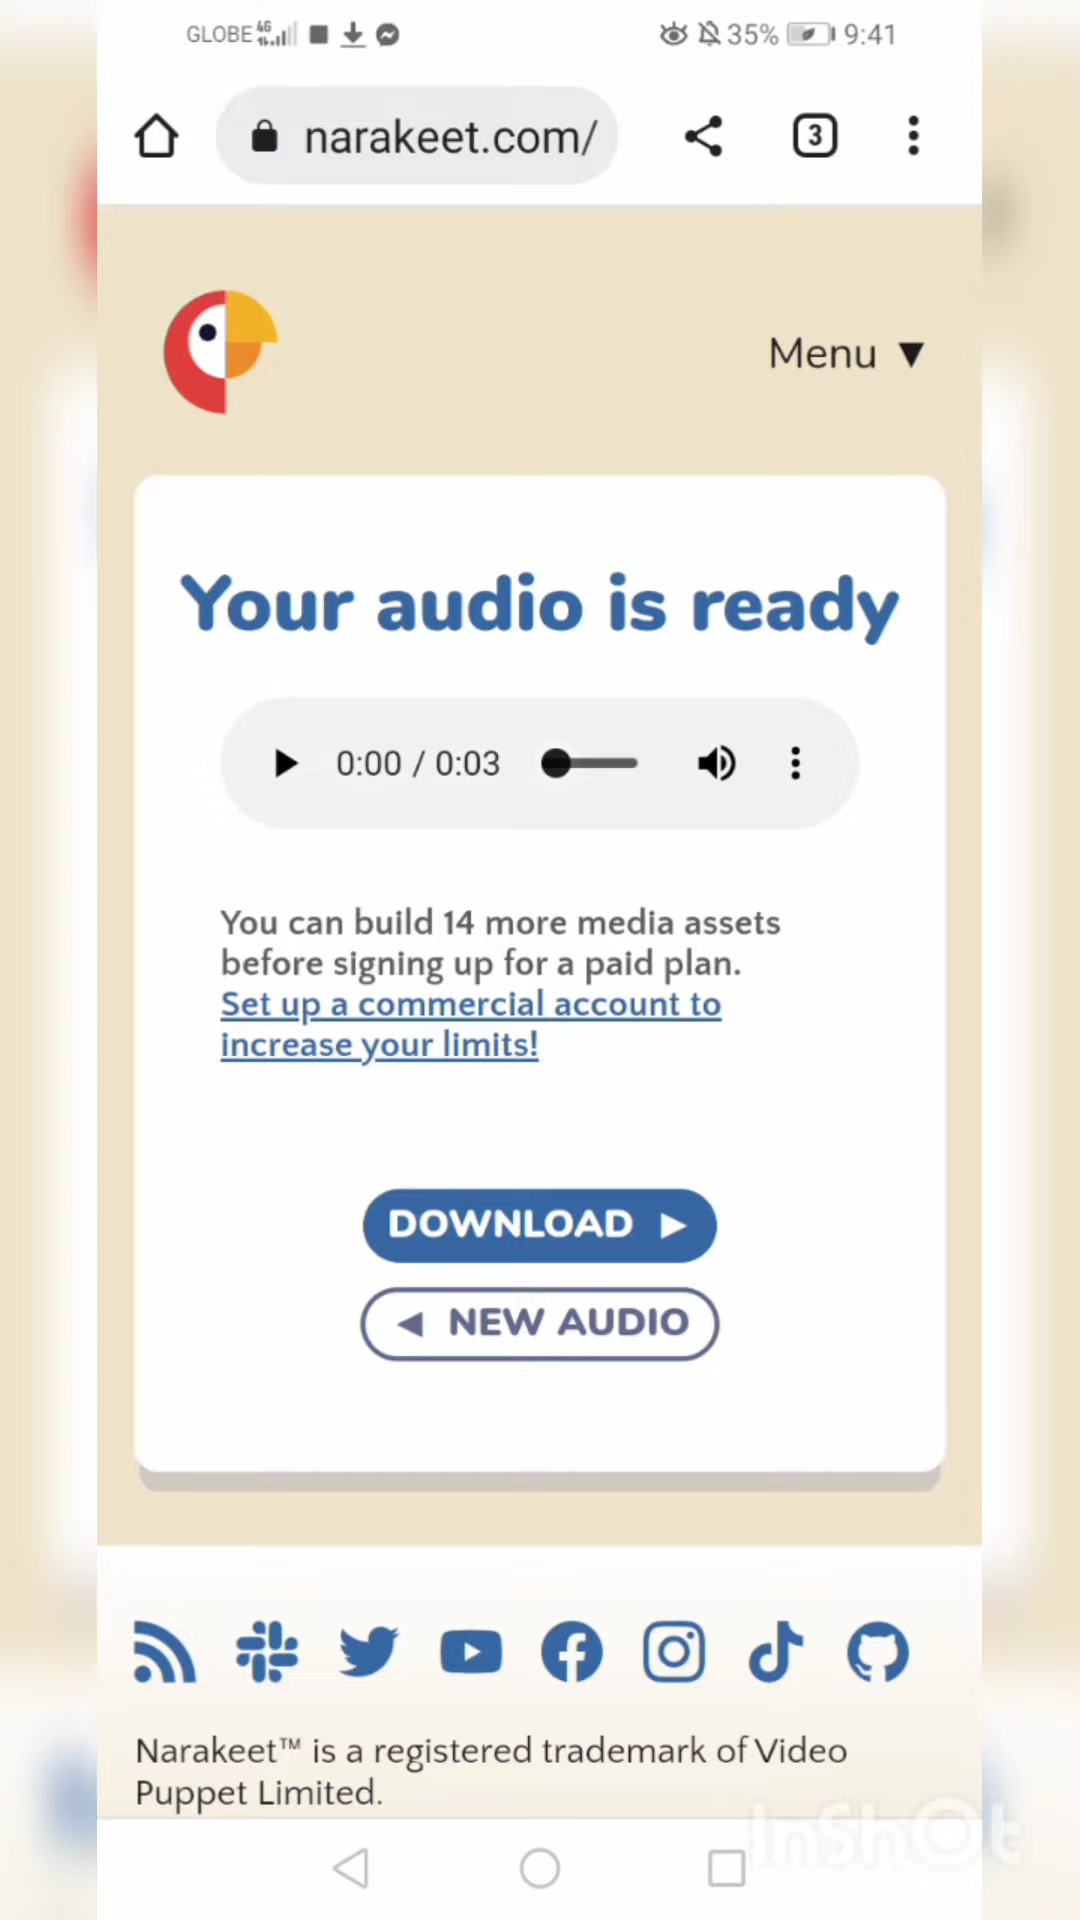 GLOBE 4G 35% 9:41
narakeet.com/ 3
Menu ▼
Your audio is ready
0:00 / 0:03
You can build 14 more media assets
before signing up for a paid plan.
Set up a commercial account to
increase your limits!
DOWNLOAD ▶
◀ NEW AUDIO
Narakeet™ is a registered trademark of Video
Puppet Limited.
InShOt